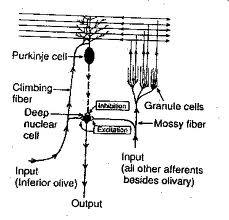 Purkinje cell
Climbing
fiber
Deep
nuclear
cell
Inhibition
Excitation
Granule cells
Mossy fiber
Input
(Inferior olive)
Input
(all other afferents
besides olivary)
Output